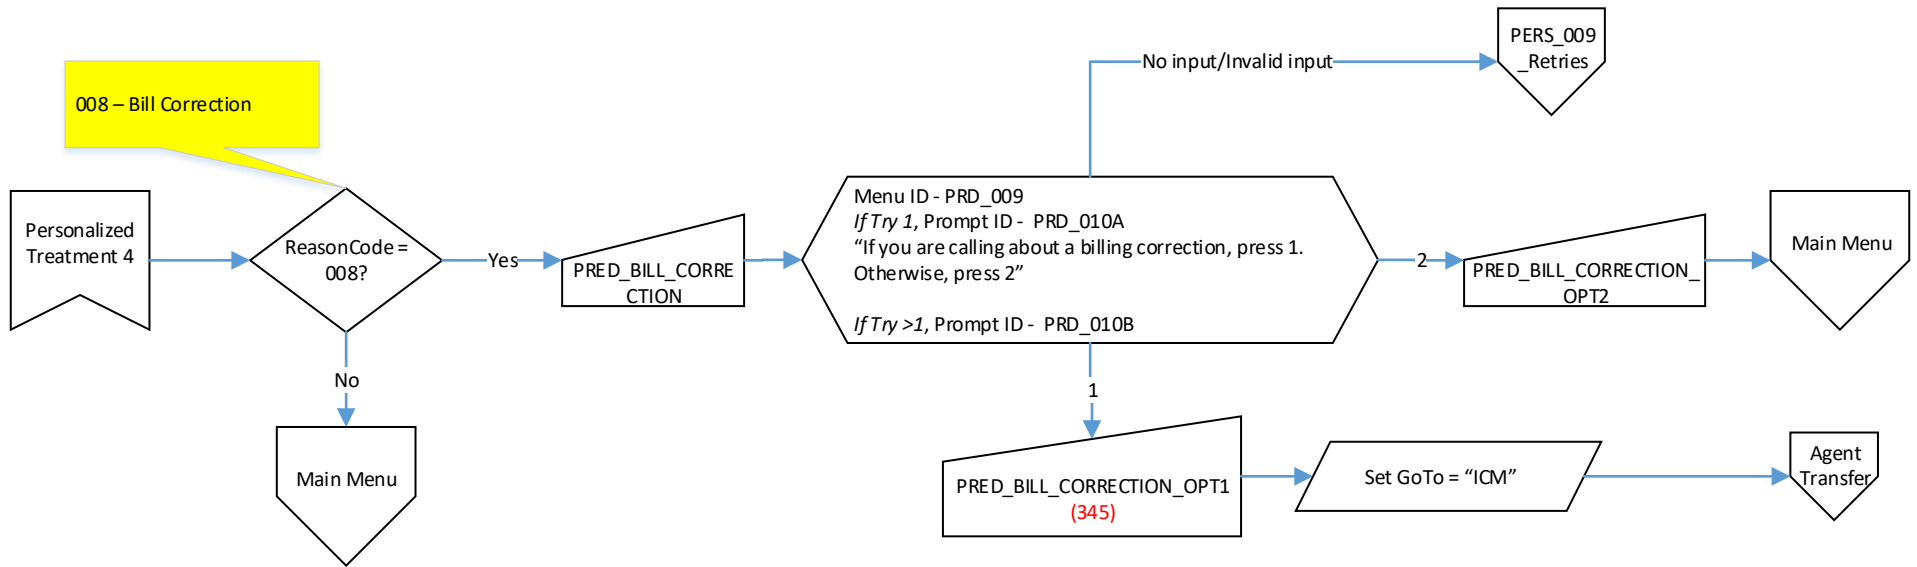 PERS_009
_Retries
No input/Invalid input
008 – Bill Correction
Personalized
Treatment 4
ReasonCode =
008?
Yes
PRED_BILL_CORRE
CTION
Menu ID - PRD_009
If Try 1, Prompt ID -  PRD_010A
“If you are calling about a billing correction, press 1.
Otherwise, press 2”
If Try >1, Prompt ID -  PRD_010B
2
PRED_BILL_CORRECTION_
OPT2
Main Menu
No
Main Menu
1
PRED_BILL_CORRECTION_OPT1
(345)
Set GoTo = “ICM”
Agent
Transfer